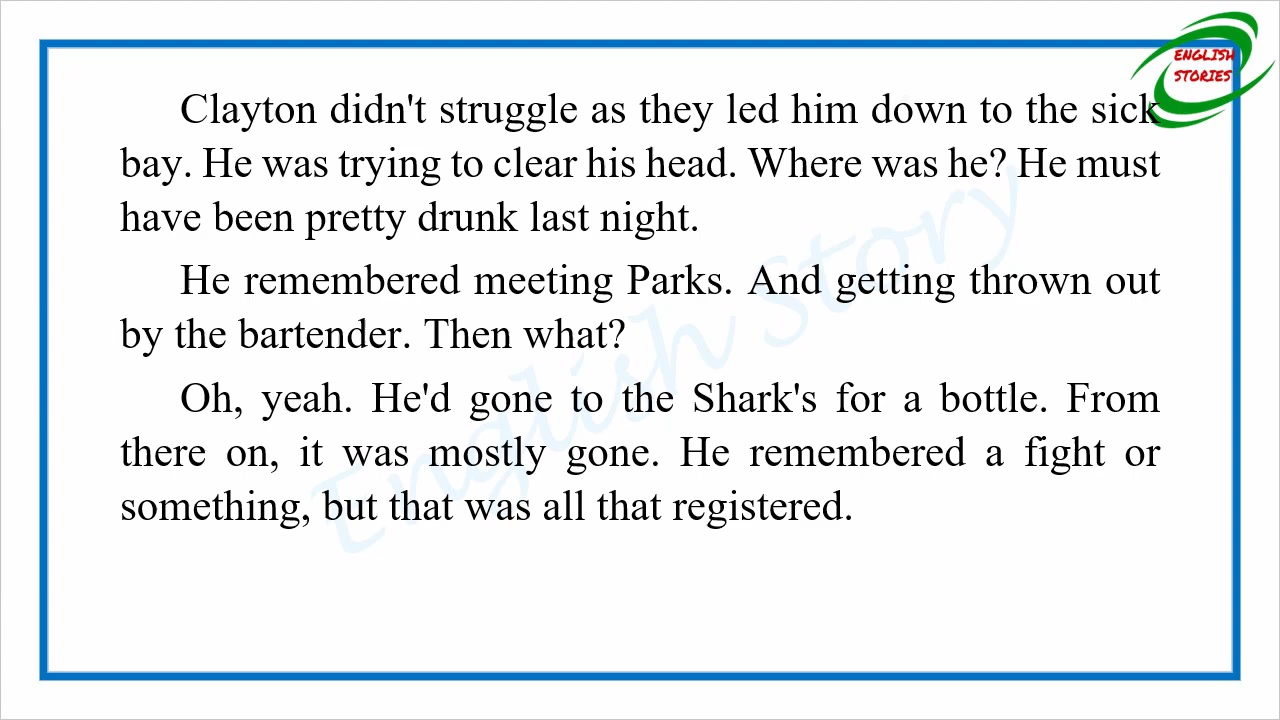 ENGLISH
STORIES
Clayton didn't struggle as they led him down to the sick
bay. He was trying to clear his head. Where was he? He must
have been pretty drunk last night.
He remembered meeting Parks. And getting thrown out
by the bartender. Then what?
Oh, yeah. He'd gone to the Shark's for a bottle. From
there on, it was mostly gone. He remembered a fight or
something, but that was all that registered.
English Story